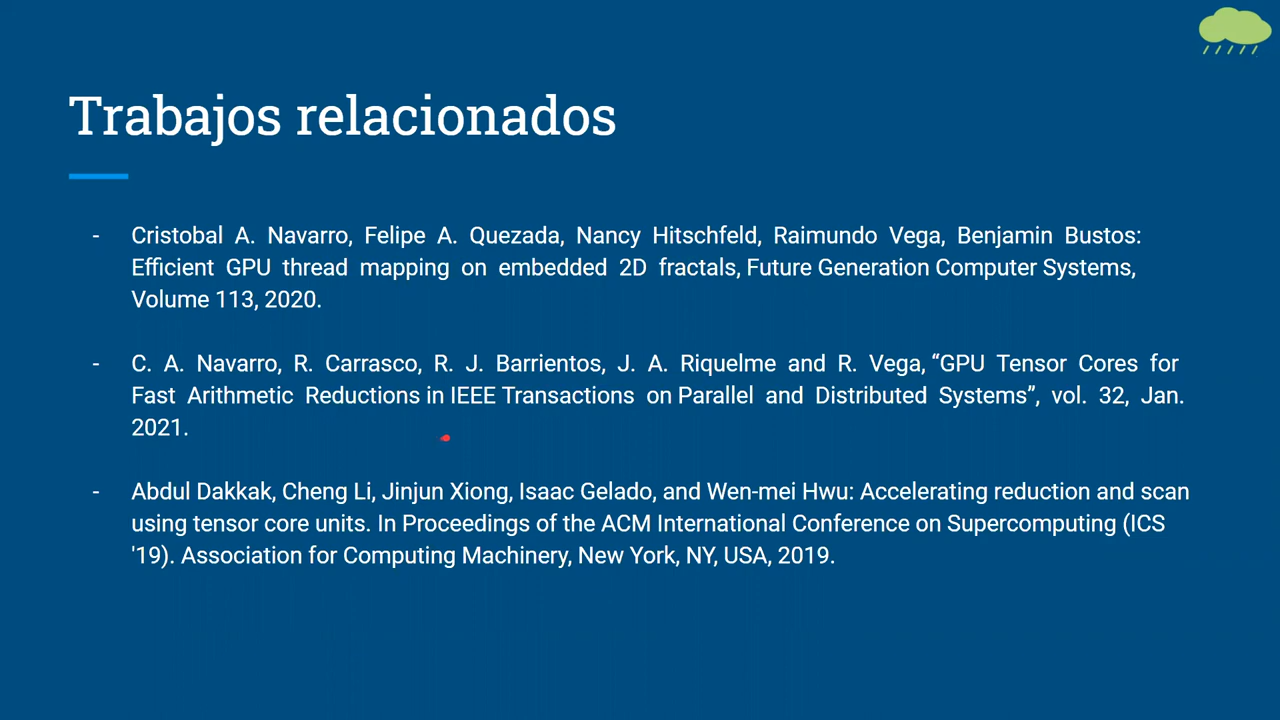 Trabajos relacionados
- Cristobal A. Navarro, Felipe A. Quezada, Nancy Hitschfeld, Raimundo Vega, Benjamin Bustos:
Efficient GPU thread mapping on embedded 2D fractals, Future Generation Computer Systems,
Volume 113, 2020.
- C. A. Navarro, R. Carrasco, R. J. Barrientos, J. A. Riquelme and R. Vega, “GPU Tensor Cores for
Fast Arithmetic Reductions in IEEE Transactions on Parallel and Distributed Systems”, vol. 32, Jan.
2021.
- Abdul Dakkak, Cheng Li, Jinjun Xiong, Isaac Gelado, and Wen-mei Hwu: Accelerating reduction and scan
using tensor core units. In Proceedings of the ACM International Conference on Supercomputing (ICS
'19). Association for Computing Machinery, New York, NY, USA, 2019.